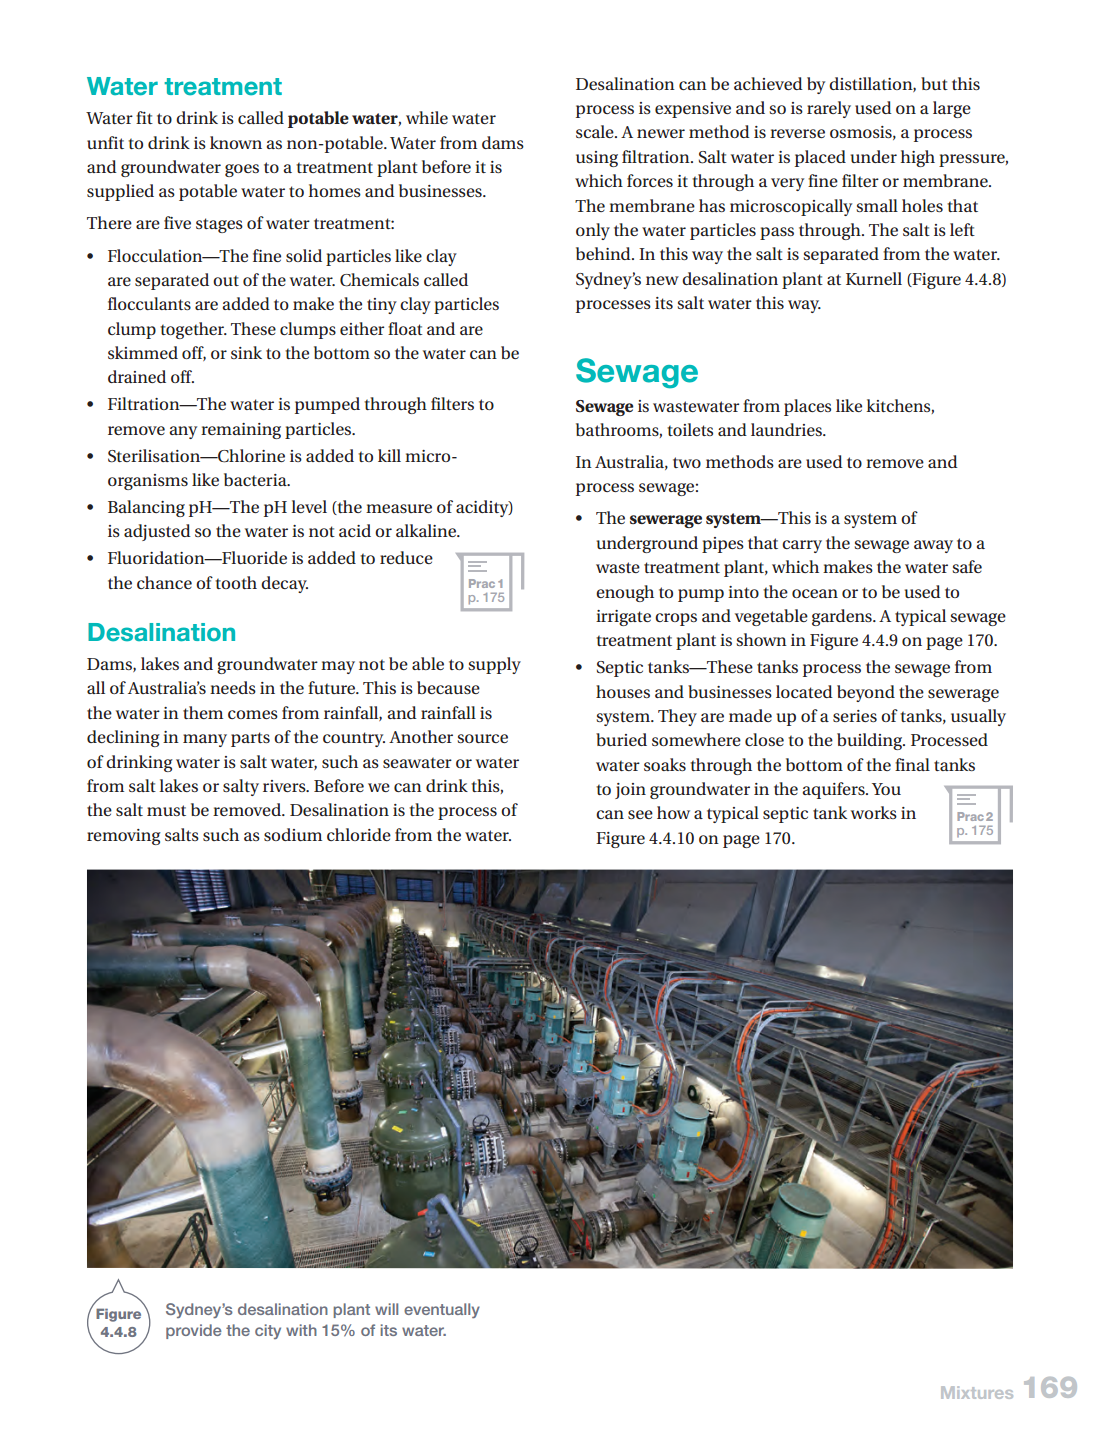 Water treatment
Water fit to drink is called potable water, while water
unfit to drink is known as non-potable. Water from dams
and groundwater goes to a treatment plant before it is
supplied as potable water to homes and businesses.
There are five stages of water treatment:
• Flocculation—The fine solid particles like clay
are separated out of the water. Chemicals called
flocculants are added to make the tiny clay particles
clump together. These clumps either float and are
skimmed off, or sink to the bottom so the water can be
drained off.
• Filtration—The water is pumped through filters to
remove any remaining particles.
• Sterilisation—Chlorine is added to kill micro-
organisms like bacteria.
• Balancing pH—The pH level (the measure of acidity)
is adjusted so the water is not acid or alkaline.
• Fluoridation—Fluoride is added to reduce
the chance of tooth decay.
Prac 1
p. 175
Desalination
Dams, lakes and groundwater may not be able to supply
all of Australia's needs in the future. This is because
the water in them comes from rainfall, and rainfall is
declining in many parts of the country. Another source
of drinking water is salt water, such as seawater or water
from salt lakes or salty rivers. Before we can drink this,
the salt must be removed. Desalination is the process of
removing salts such as sodium chloride from the water.
Desalination can be achieved by distillation, but this
process is expensive and so is rarely used on a large
scale. A newer method is reverse osmosis, a process
using filtration. Salt water is placed under high pressure,
which forces it through a very fine filter or membrane.
The membrane has microscopically small holes that
only the water particles pass through. The salt is left
behind. In this way the salt is separated from the water.
Sydney's new desalination plant at Kurnell (Figure 4.4.8)
processes its salt water this way.
Sewage
Sewage is wastewater from places like kitchens,
bathrooms, toilets and laundries.
In Australia, two methods are used to remove and
process sewage:
• The sewerage system—This is a system of
underground pipes that carry the sewage away to a
waste treatment plant, which makes the water safe
enough to pump into the ocean or to be used to
irrigate crops and vegetable gardens. A typical sewage
treatment plant is shown in Figure 4.4.9 on page 170.
• Septic tanks—These tanks process the sewage from
houses and businesses located beyond the sewerage
system. They are made up of a series of tanks, usually
buried somewhere close to the building. Processed
water soaks through the bottom of the final tanks
to join groundwater in the aquifers. You
can see how a typical septic tank works in
Figure 4.4.10 on page 170.
Prac 2
p. 175
Figure
4.4.8
Sydney's desalination plant will eventually
provide the city with 15% of its water.
Mixtures 169